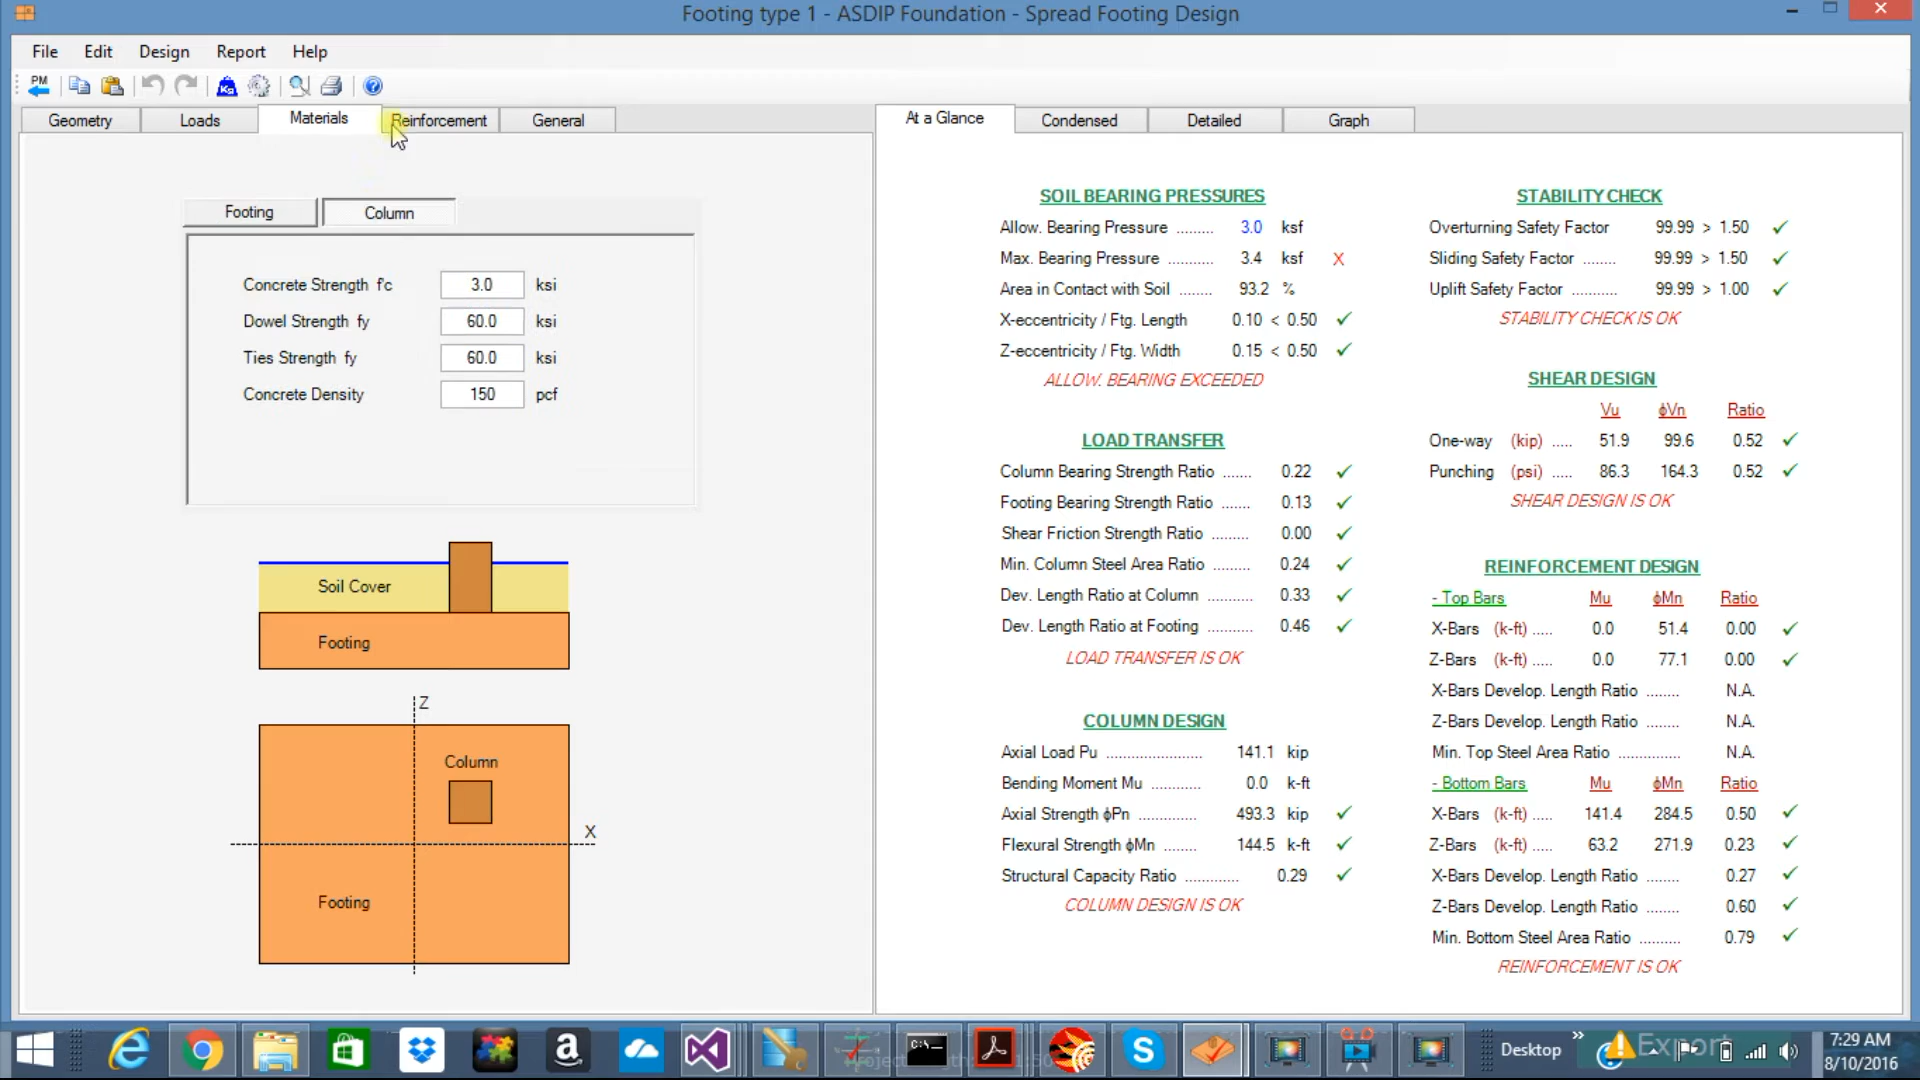 Footing type 1 - ASDIP Foundation - Spread Footing Design
File Edit Design Report Help
PM Kg
Geometry Loads Materials Reinforcement General
Footing Column
Concrete Strength f'c 3.0 ksi
Dowel Strength fy 60.0 ksi
Ties Strength fy 60.0 ksi
Concrete Density 150 pcf
Soil Cover
Footing
Z
Column
X
Footing
At a Glance Condensed Detailed Graph
SOIL BEARING PRESSURES
Allow. Bearing Pressure ........ 3.0 ksf
Max. Bearing Pressure ........... 3.4 ksf X
Area in Contact with Soil ....... 93.2 %
X-eccentricity / Ftg. Length 0.10 < 0.50 ✓
Z-eccentricity / Ftg. Width 0.15 < 0.50 ✓
ALLOW. BEARING EXCEEDED
LOAD TRANSFER
Column Bearing Strength Ratio ....... 0.22 ✓
Footing Bearing Strength Ratio ....... 0.13 ✓
Shear Friction Strength Ratio ......... 0.00 ✓
Min. Column Steel Area Ratio ........ 0.24 ✓
Dev. Length Ratio at Column .......... 0.33 ✓
Dev. Length Ratio at Footing ........... 0.46 ✓
LOAD TRANSFER IS OK
COLUMN DESIGN
Axial Load Pu ....................... 141.1 kip
Bending Moment Mu ............ 0.0 k-ft
Axial Strength ϕPn .............. 493.3 kip ✓
Flexural Strength ϕMn ........ 144.5 k-ft ✓
Structural Capacity Ratio ............. 0.29 ✓
COLUMN DESIGN IS OK
STABILITY CHECK
Overturning Safety Factor 99.99 > 1.50 ✓
Sliding Safety Factor ........ 99.99 > 1.50 ✓
Uplift Safety Factor ........... 99.99 > 1.00 ✓
STABILITY CHECK IS OK
SHEAR DESIGN
Vu ϕVn Ratio
One-way (kip) ..... 51.9 99.6 0.52 ✓
Punching (psi) ..... 86.3 164.3 0.52 ✓
SHEAR DESIGN IS OK
REINFORCEMENT DESIGN
- Top Bars Mu ϕMn Ratio
X-Bars (k-ft) ..... 0.0 51.4 0.00 ✓
Z-Bars (k-ft) ..... 0.0 77.1 0.00 ✓
X-Bars Develop. Length Ratio ........ N.A.
Z-Bars Develop. Length Ratio ........ N.A.
Min. Top Steel Area Ratio ............... N.A.
- Bottom Bars Mu ϕMn Ratio
X-Bars (k-ft) ..... 141.4 284.5 0.50 ✓
Z-Bars (k-ft) ..... 63.2 271.9 0.23 ✓
X-Bars Develop. Length Ratio ........ 0.27 ✓
Z-Bars Develop. Length Ratio ........ 0.60 ✓
Min. Bottom Steel Area Ratio .......... 0.79 ✓
REINFORCEMENT IS OK
Desktop
Export
7:29 AM
8/10/2016